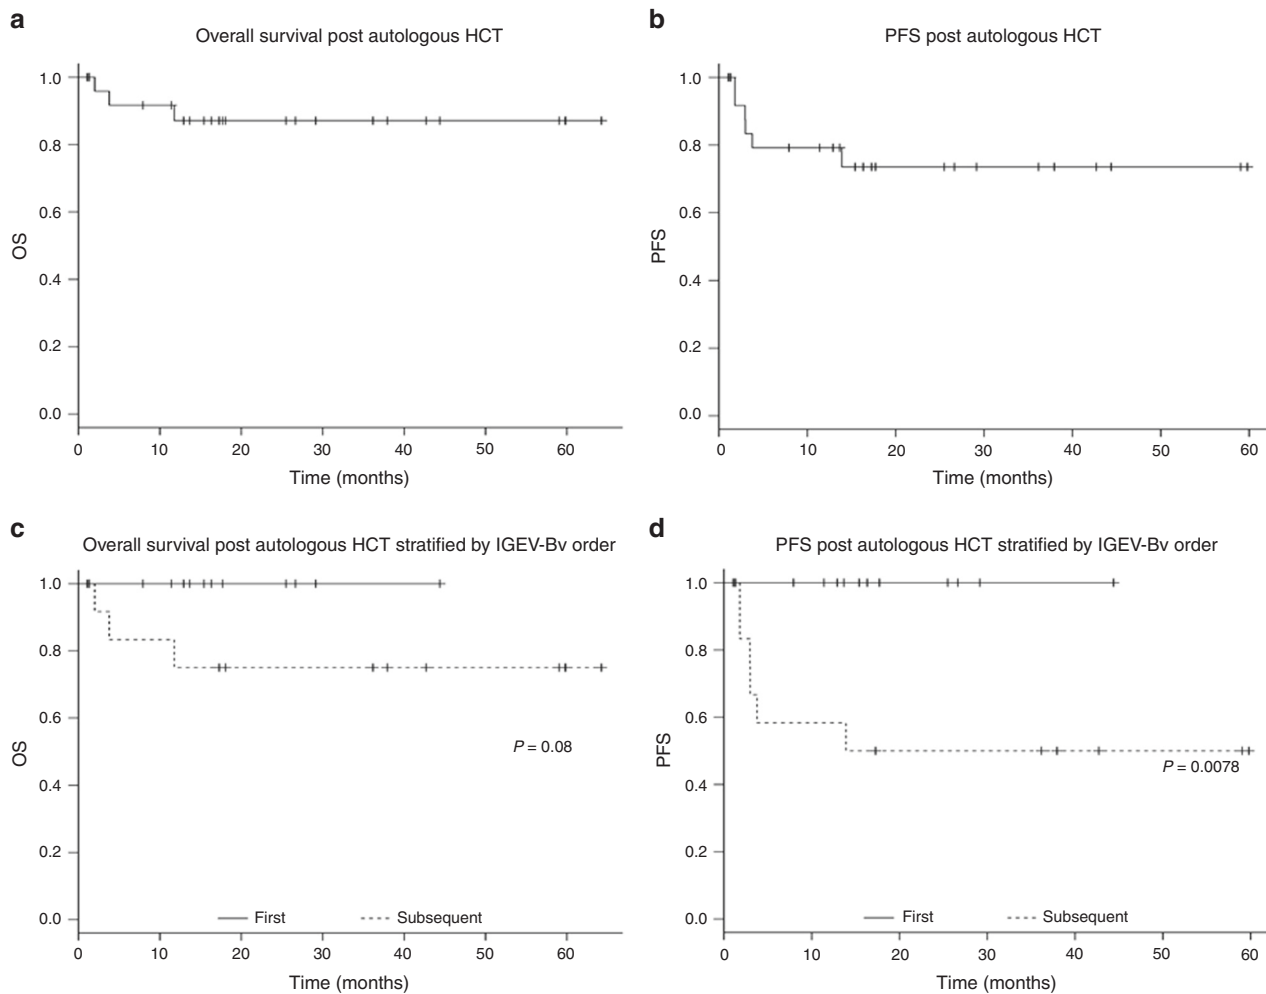 a
Overall survival post autologous HCT
1.0
0.8
0.6
0.4
0.2
0.0
OS
0 10 20 30 40 50 60
Time (months)
b
PFS post autologous HCT
1.0
0.8
0.6
0.4
0.2
0.0
PFS
0 10 20 30 40 50 60
Time (months)
c
Overall survival post autologous HCT stratified by IGEV-Bv order
1.0
0.8
0.6
0.4
0.2
0.0
OS
P = 0.08
First Subsequent
0 10 20 30 40 50 60
Time (months)
d
PFS post autologous HCT stratified by IGEV-Bv order
1.0
0.8
0.6
0.4
0.2
0.0
PFS
P = 0.0078
First Subsequent
0 10 20 30 40 50 60
Time (months)